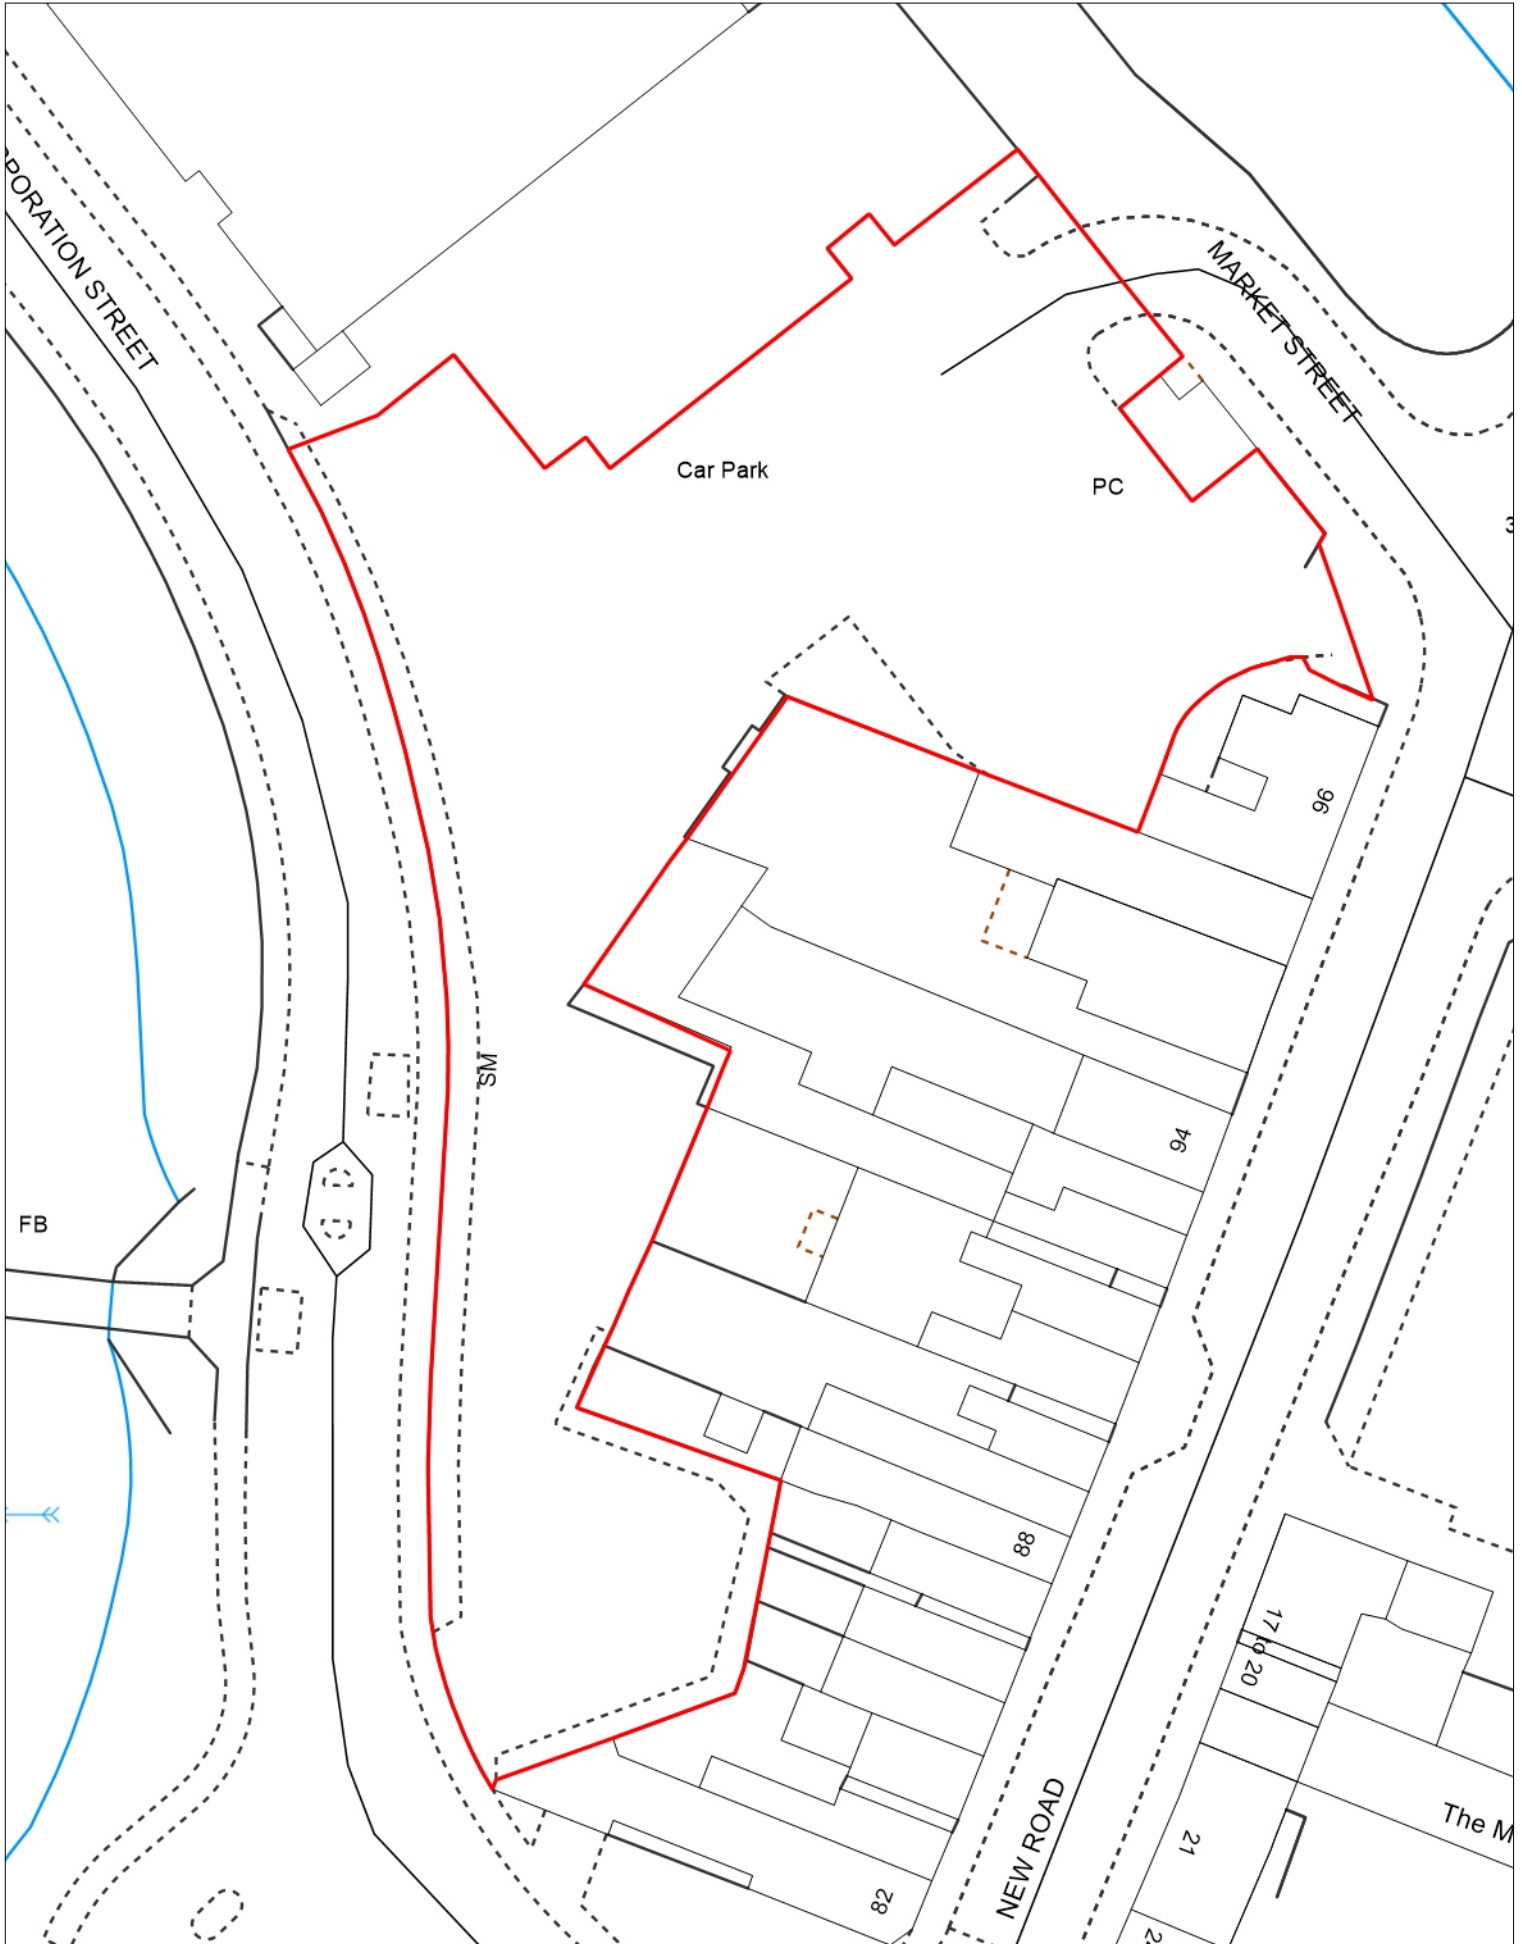 PORATION STREET
MARKET STREET
Car Park
PC
96
SM
94
FB
88
17 to 20
NEW ROAD
The M
21
82